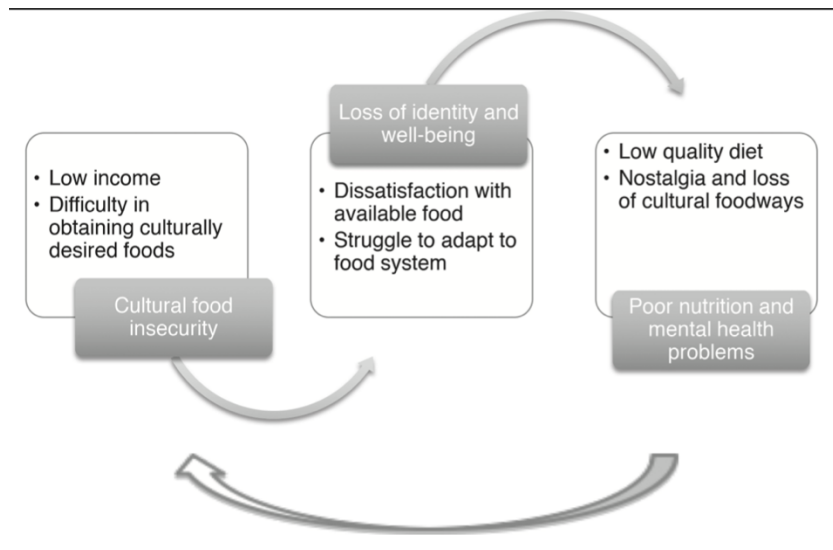 • Low income
• Difficulty in
obtaining culturally
desired foods
Cultural food
insecurity
Loss of identity and
well-being
• Dissatisfaction with
available food
• Struggle to adapt to
food system
• Low quality diet
• Nostalgia and loss
of cultural foodways
Poor nutrition and
mental health
problems